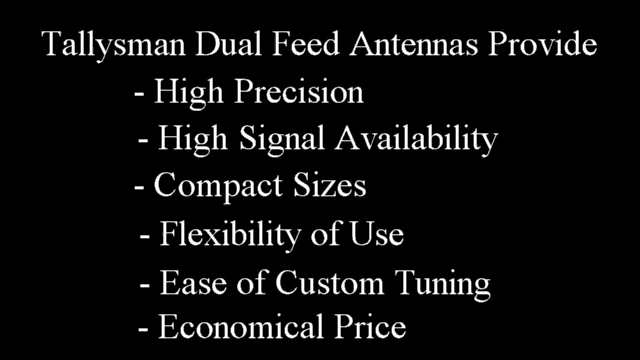 Tallysman Dual Feed Antennas Provide
- High Precision
- High Signal Availability
- Compact Sizes
- Flexibility of Use
- Ease of Custom Tuning
- Economical Price